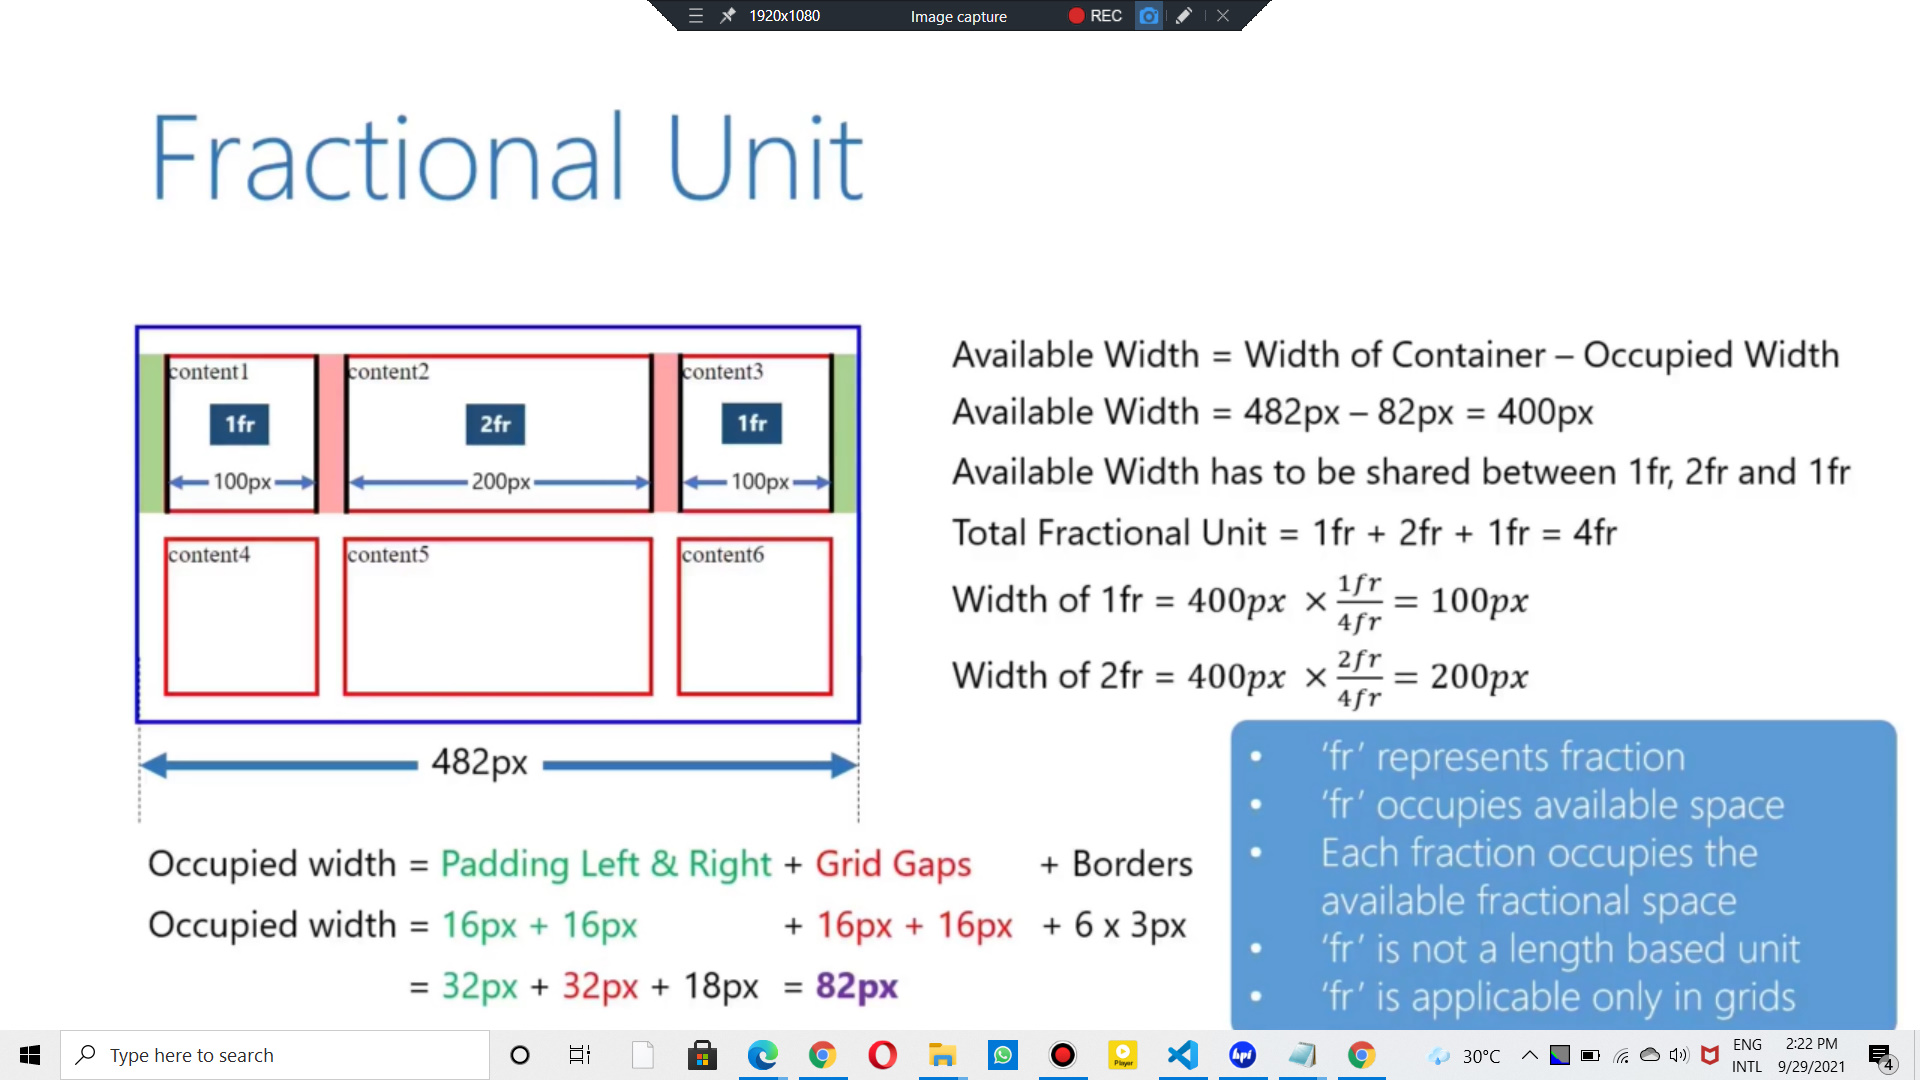 1920x1080 Image capture REC
Fractional Unit
content1 content2 content3
1fr 2fr 1fr
100px 200px 100px
content4 content5 content6
482px
Available Width = Width of Container – Occupied Width
Available Width = 482px – 82px = 400px
Available Width has to be shared between 1fr, 2fr and 1fr
Total Fractional Unit = 1fr + 2fr + 1fr = 4fr
Width of 1fr = 400px × 1fr/4fr = 100px
Width of 2fr = 400px × 2fr/4fr = 200px
Occupied width = Padding Left & Right + Grid Gaps + Borders
Occupied width = 16px + 16px + 16px + 16px + 6 x 3px
= 32px + 32px + 18px = 82px
• ‘fr’ represents fraction
• ‘fr’ occupies available space
• Each fraction occupies the
available fractional space
• ‘fr’ is not a length based unit
• ‘fr’ is applicable only in grids
Type here to search
Player
hpl
30°C
ENG
INTL
2:22 PM
9/29/2021
4